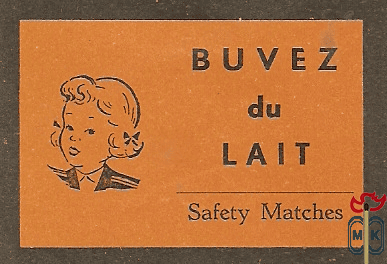 BUVEZ
du
LAIT
Safety Matches
M K